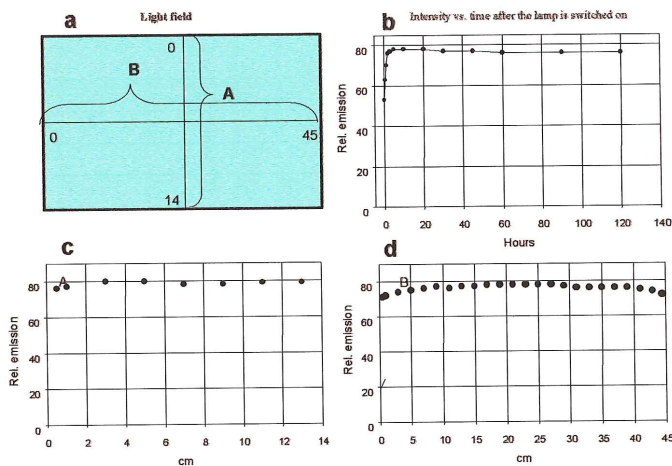 a
Light field
0
B
A
0
45
14
b
Intensity vs. time after the lamp is switched on
Rel. emission
80
60
40
20
0
0 20 40 60 80 100 120 140
Hours
c
A
Rel. emission
80
60
40
20
0
0 2 4 6 8 10 12 14
cm
d
B
Rel. emission
80
60
40
20
0
0 5 10 15 20 25 30 35 40 45
cm